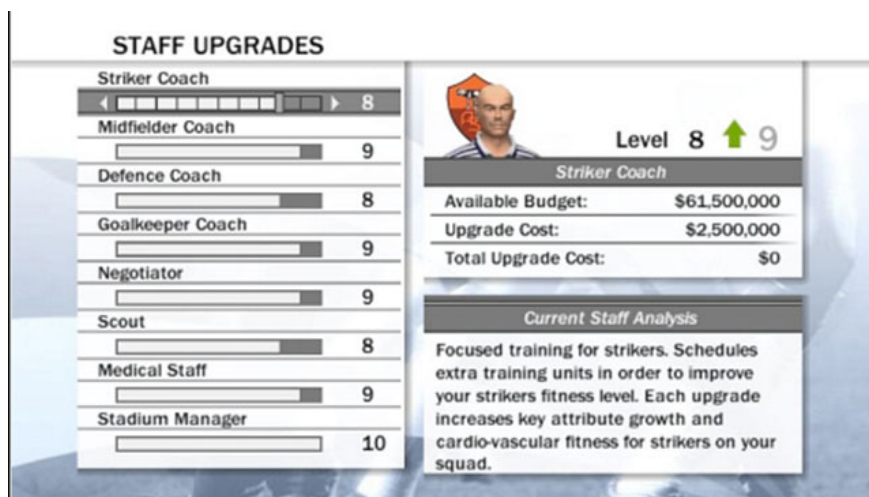 STAFF UPGRADES
Striker Coach
8
Midfielder Coach
9
Defence Coach
8
Goalkeeper Coach
9
Negotiator
9
Scout
8
Medical Staff
9
Stadium Manager
10
Level 8 9
Striker Coach
Available Budget: $61,500,000
Upgrade Cost: $2,500,000
Total Upgrade Cost: $0
Current Staff Analysis
Focused training for strikers. Schedules
extra training units in order to improve
your strikers fitness level. Each upgrade
increases key attribute growth and
cardio-vascular fitness for strikers on your
squad.